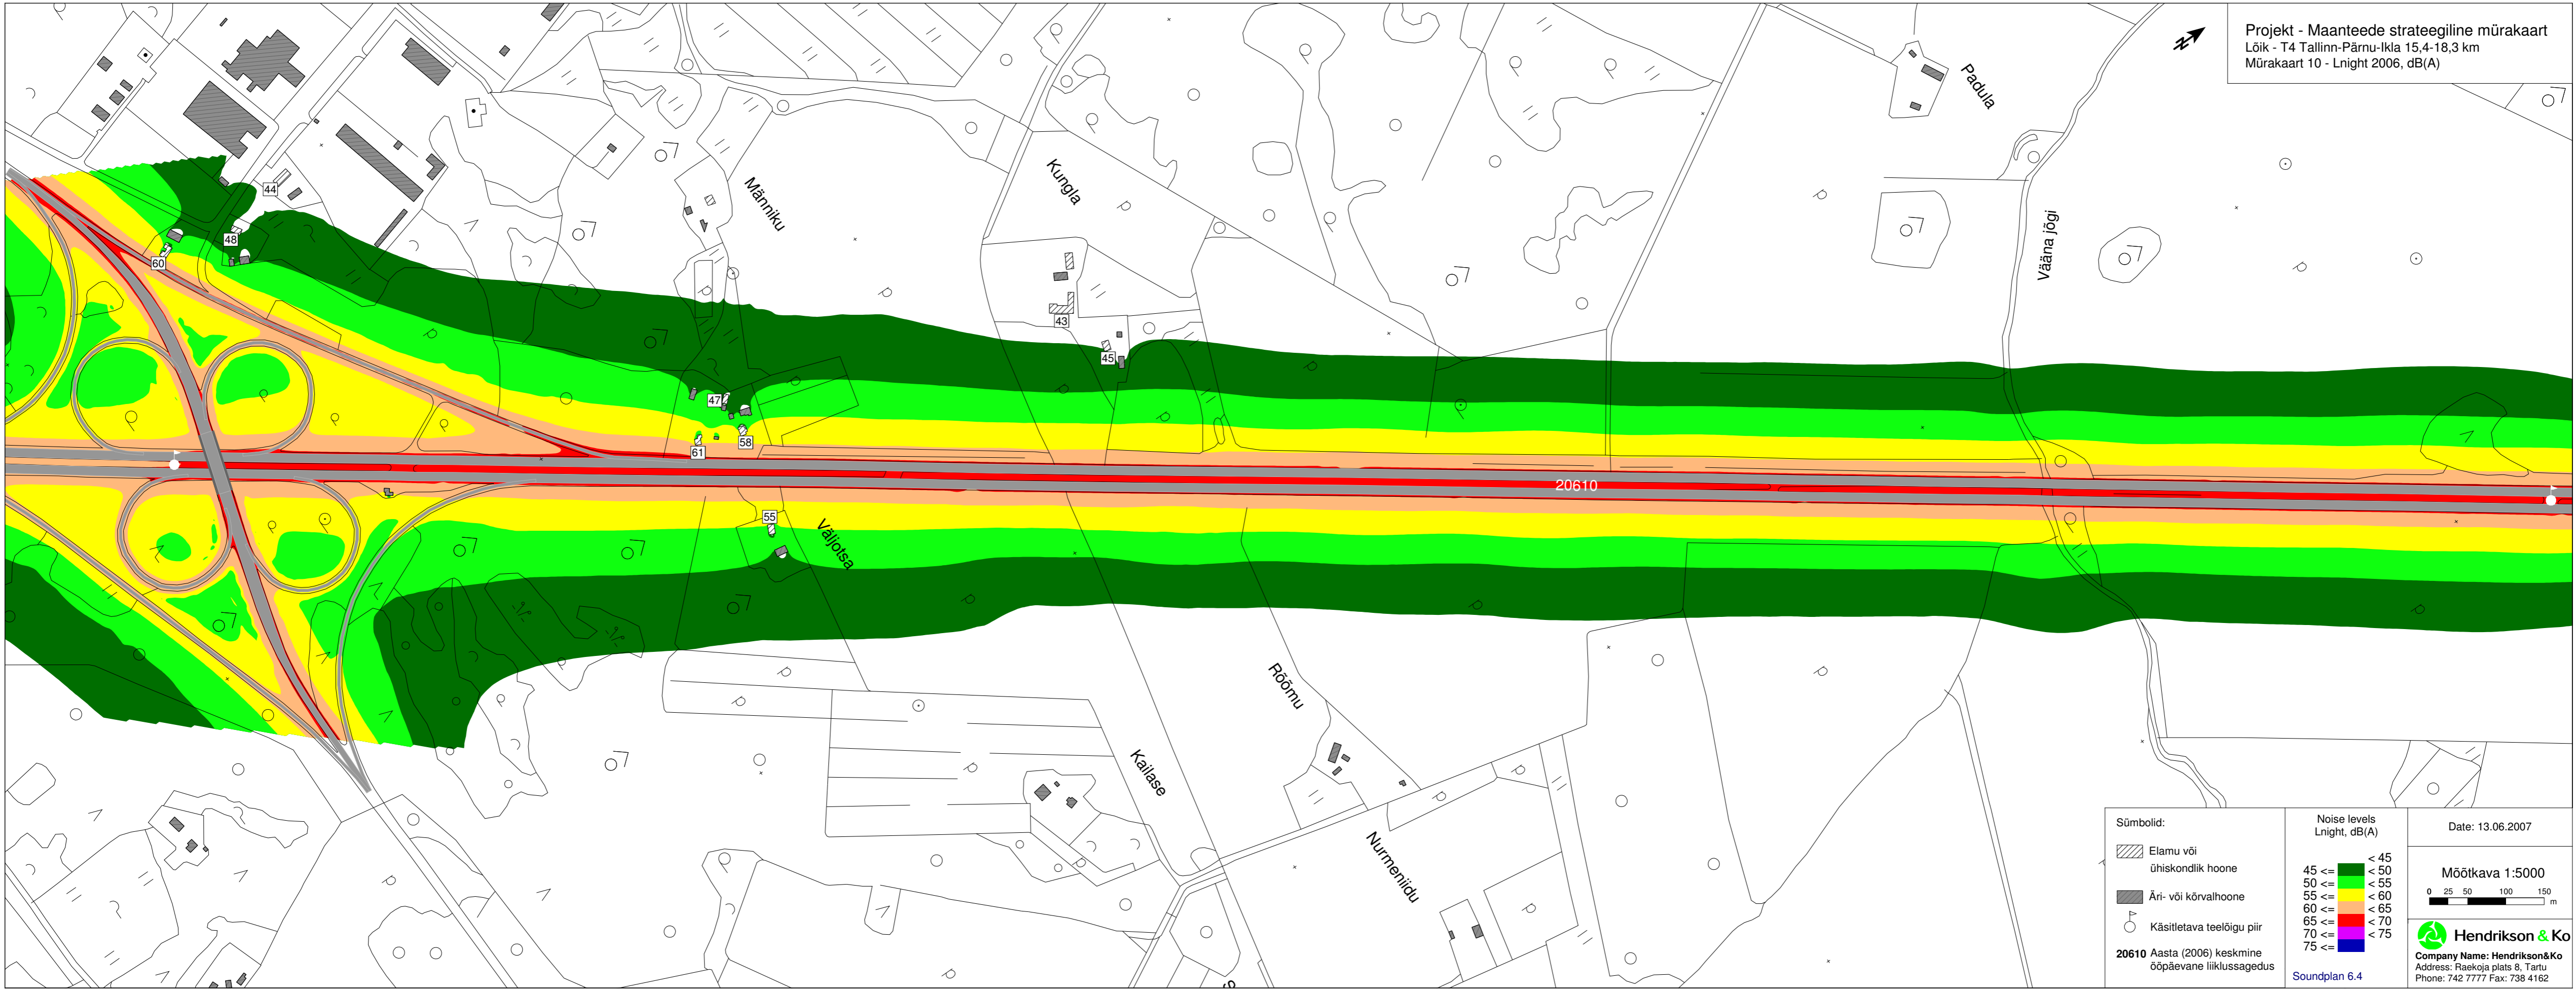 Projekt - Maanteede strateegiline mürakaart
Lõik - T4 Tallinn-Pärnu-Ikla 15,4-18,3 km
Mürakaart 10 - Lnight 2006, dB(A)
N
Padula
Männiku
Kungla
Vääna jõgi
44
48
60
43
45
47
58
61
20610
55
Väljotsa
Rõõmu
Kailase
Nurmeniidu
Sümbolid:
Elamu või
ühiskondlik hoone
Äri- või kõrvalhoone
Käsitletava teelõigu piir
20610 Aasta (2006) keskmine
ööpäevane liiklussagedus
Noise levels
Lnight, dB(A)
< 45
45 <= < 50
50 <= < 55
55 <= < 60
60 <= < 65
65 <= < 70
70 <= < 75
75 <=
Soundplan 6.4
Date: 13.06.2007
Mõõtkava 1:5000
0 25 50 100 150
m
Hendrikson & Ko
Company Name: Hendrikson&Ko
Address: Raekoja plats 8, Tartu
Phone: 742 7777 Fax: 738 4162